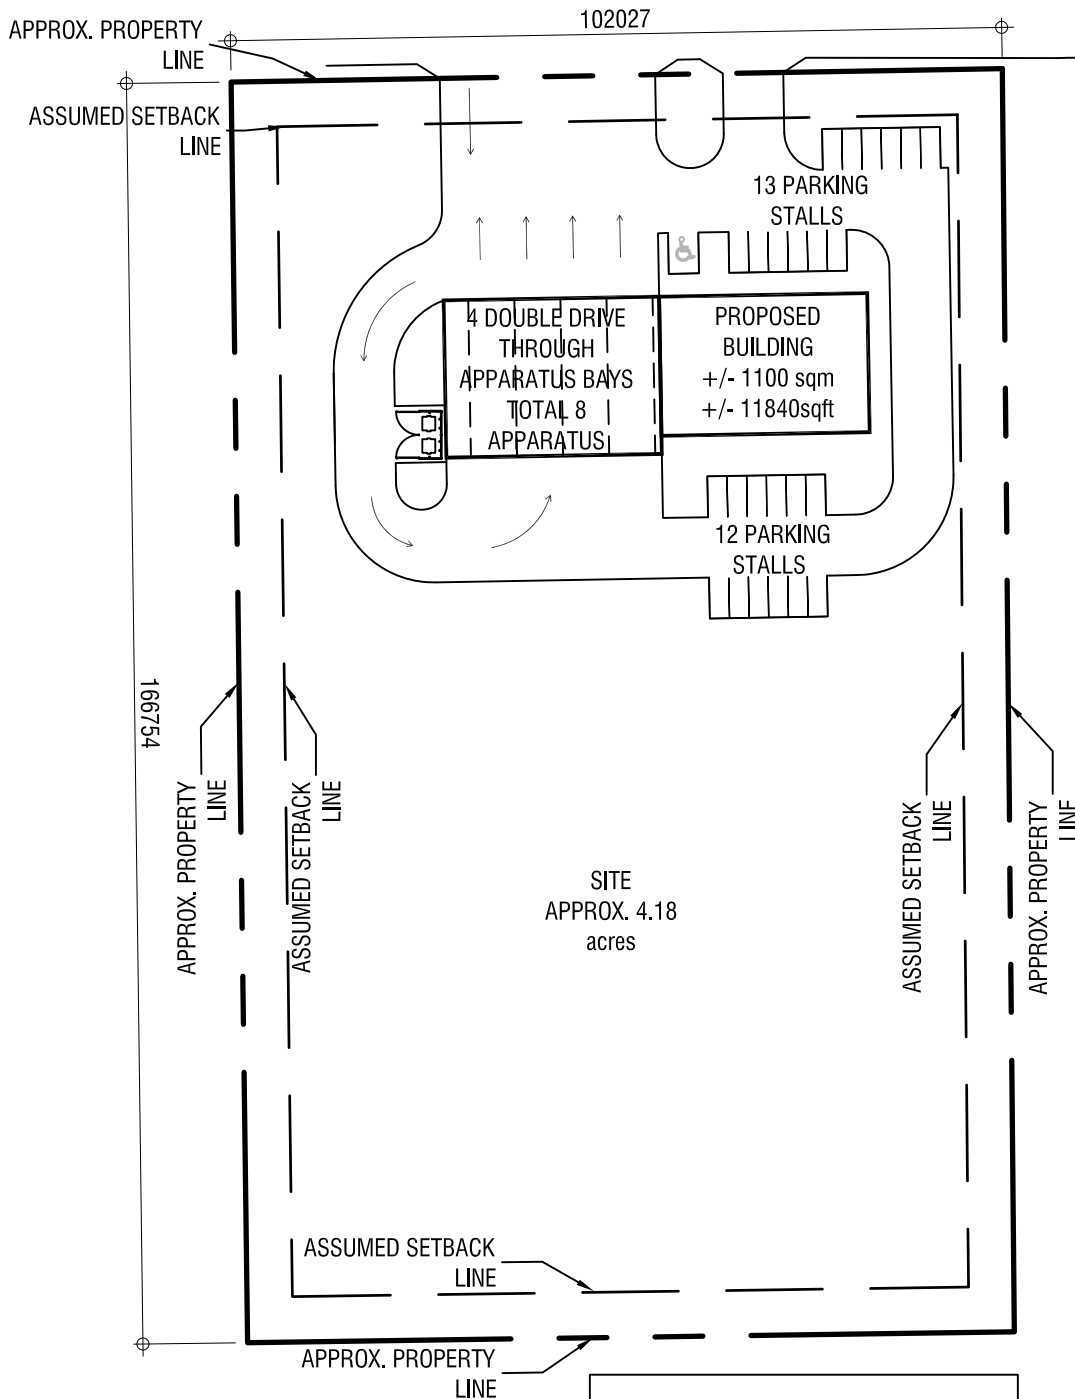 102027
APPROX. PROPERTY
LINE
ASSUMED SETBACK
LINE
13 PARKING
STALLS
4 DOUBLE DRIVE
THROUGH
APPARATUS BAYS
TOTAL 8
APPARATUS
PROPOSED
BUILDING
+/- 1100 sqm
+/- 11840sqft
12 PARKING
STALLS
166754
APPROX. PROPERTY
LINE
ASSUMED SETBACK
LINE
SITE
APPROX. 4.18
acres
ASSUMED SETBACK
LINE
APPROX. PROPERTY
LINE
ASSUMED SETBACK
LINE
APPROX. PROPERTY
LINE